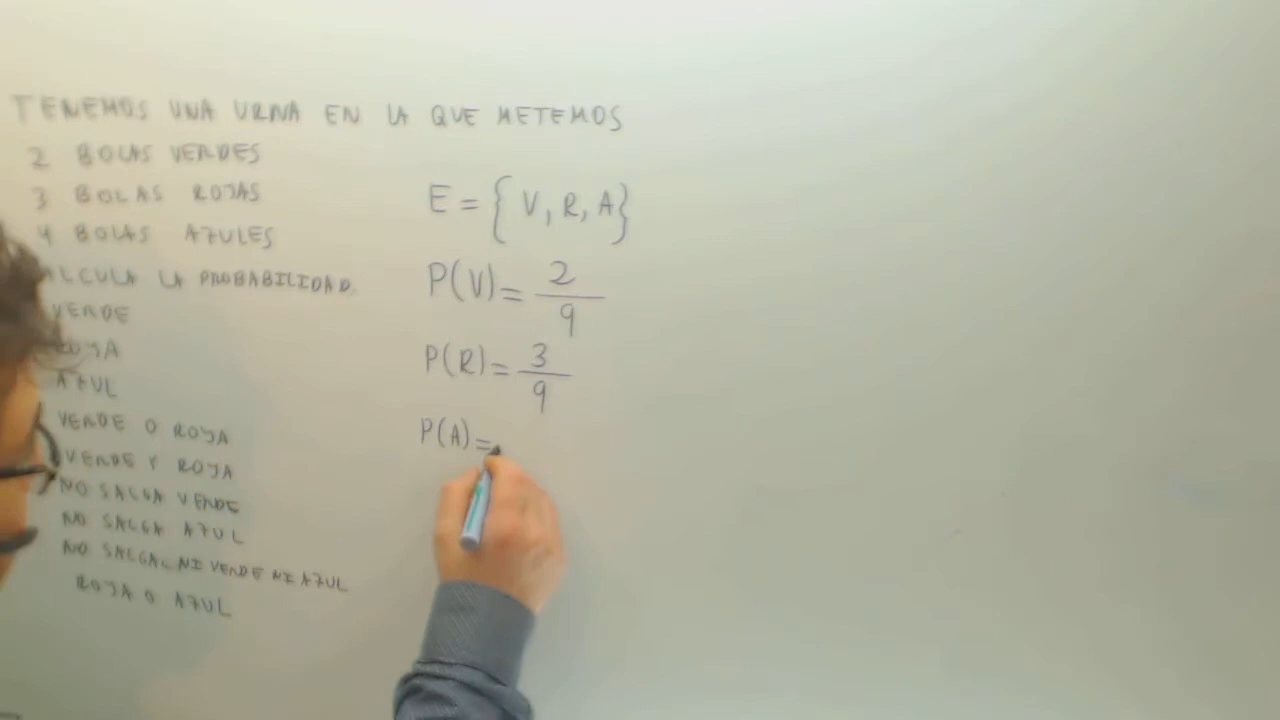 TENEMOS UNA URNA EN LA QUE METEMOS
2 BOLAS VERDES
3 BOLAS ROJAS
4 BOLAS AZULES
ALCULA LA PROBABILIDAD
VERDE
ROJA
AZUL
VERDE O ROJA
VERDE Y ROJA
NO SALGA VERDE
NO SALGA AZUL
NO SALGA NI VERDE NI AZUL
ROJA O AZUL
E = { V, R, A}
P(V) = 2/9
P(R) = 3/9
P(A) =